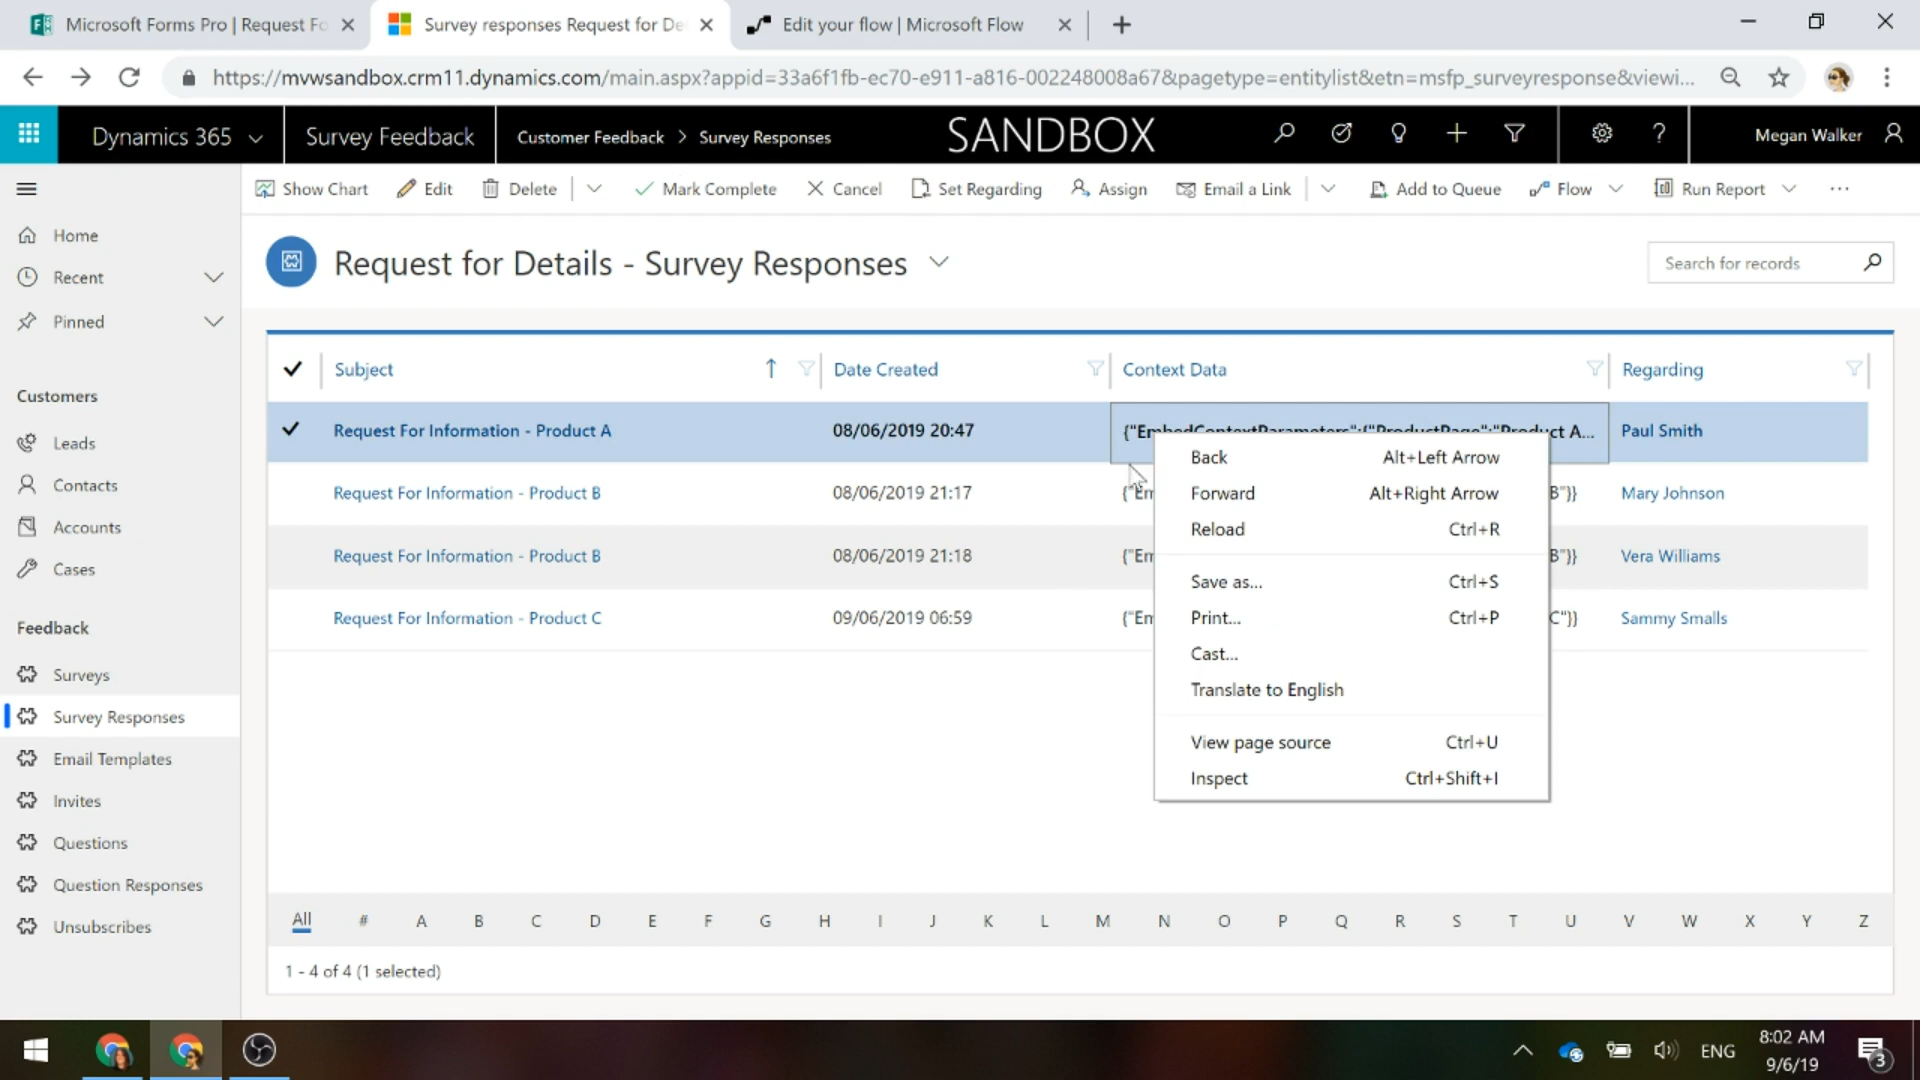 Microsoft Forms Pro | Request Fo
Survey responses Request for De
Edit your flow | Microsoft Flow
https://mvwsandbox.crm11.dynamics.com/main.aspx?appid=33a6f1fb-ec70-e911-a816-002248008a67&pagetype=entitylist&etn=msfp_surveyresponse&viewi...
Dynamics 365
Survey Feedback
Customer Feedback > Survey Responses
SANDBOX
Megan Walker
Show Chart
Edit
Delete
Mark Complete
Cancel
Set Regarding
Assign
Email a Link
Add to Queue
Flow
Run Report
Home
Recent
Pinned
Customers
Leads
Contacts
Accounts
Cases
Feedback
Surveys
Survey Responses
Email Templates
Invites
Questions
Question Responses
Unsubscribes
Request for Details - Survey Responses
Search for records
Subject Date Created Context Data Regarding
Request For Information - Product A 08/06/2019 20:47 {"EmbedContextParameters":{"ProductPage":"Product A... Paul Smith
Request For Information - Product B 08/06/2019 21:17 {"Em B"}} Mary Johnson
Request For Information - Product B 08/06/2019 21:18 {"Em B"}} Vera Williams
Request For Information - Product C 09/06/2019 06:59 {"Em C"}} Sammy Smalls
Back Alt+Left Arrow
Forward Alt+Right Arrow
Reload Ctrl+R
Save as... Ctrl+S
Print... Ctrl+P
Cast...
Translate to English
View page source Ctrl+U
Inspect Ctrl+Shift+I
All # A B C D E F G H I J K L M N O P Q R S T U V W X Y Z
1 - 4 of 4 (1 selected)
ENG
8:02 AM
9/6/19
3